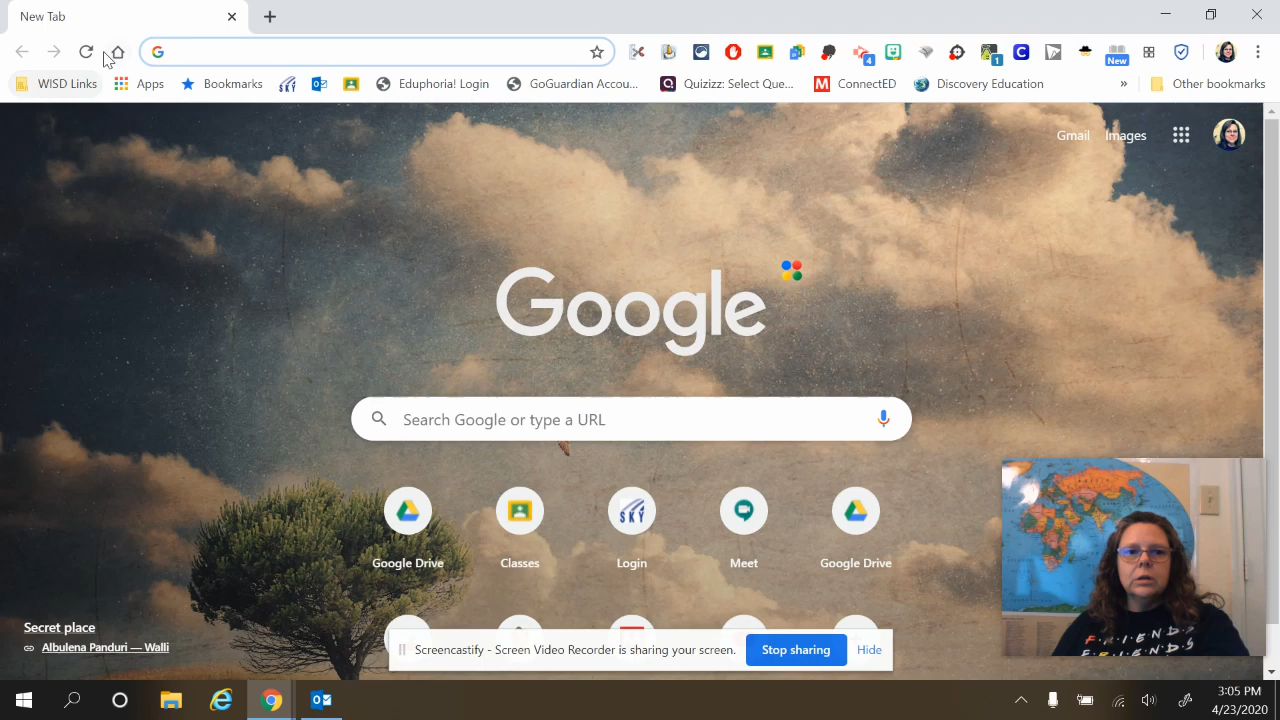 New Tab
4
1
New
WISD Links
Apps
Bookmarks
Eduphoria! Login
GoGuardian Accou...
Quizizz: Select Que...
ConnectED
Discovery Education
»
Other bookmarks
Gmail
Images
Google
Search Google or type a URL
SKY
Google Drive
Classes
Login
Meet
Google Drive
Secret place
Albulena Panduri — Walli
Screencastify - Screen Video Recorder is sharing your screen.
Stop sharing
Hide
F·R·I·E·N·D·S
3:05 PM
4/23/2020